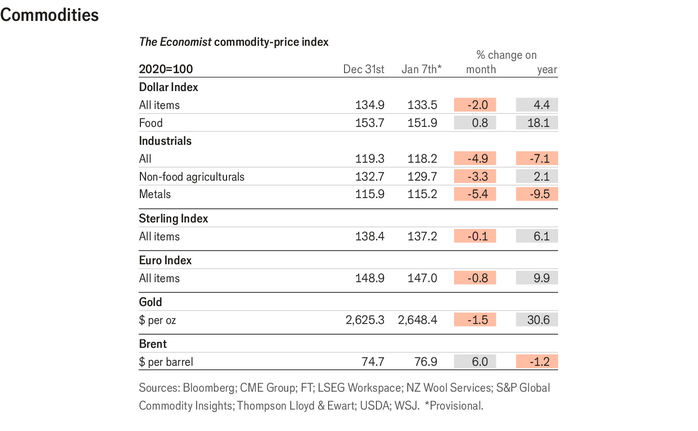 Commodities
The Economist commodity-price index
% change on
2020=100 Dec 31st Jan 7th* month year
Dollar Index
All items 134.9 133.5 -2.0 4.4
Food 153.7 151.9 0.8 18.1
Industrials
All 119.3 118.2 -4.9 -7.1
Non-food agriculturals 132.7 129.7 -3.3 2.1
Metals 115.9 115.2 -5.4 -9.5
Sterling Index
All items 138.4 137.2 -0.1 6.1
Euro Index
All items 148.9 147.0 -0.8 9.9
Gold
$ per oz 2,625.3 2,648.4 -1.5 30.6
Brent
$ per barrel 74.7 76.9 6.0 -1.2
Sources: Bloomberg; CME Group; FT; LSEG Workspace; NZ Wool Services; S&P Global
Commodity Insights; Thompson Lloyd & Ewart; USDA; WSJ. *Provisional.